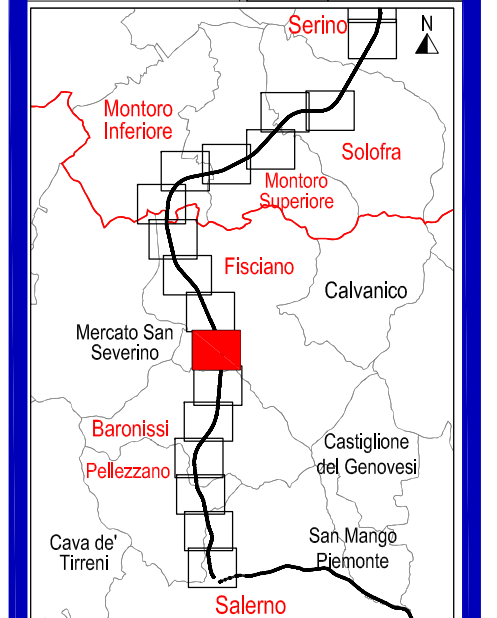 Serino
N
Montoro
Inferiore
Solofra
Montoro
Superiore
Fisciano
Calvanico
Mercato San
Severino
Baronissi
Castiglione
del Genovesi
Pellezzano
Cava de'
Tirreni
San Mango
Piemonte
Salerno